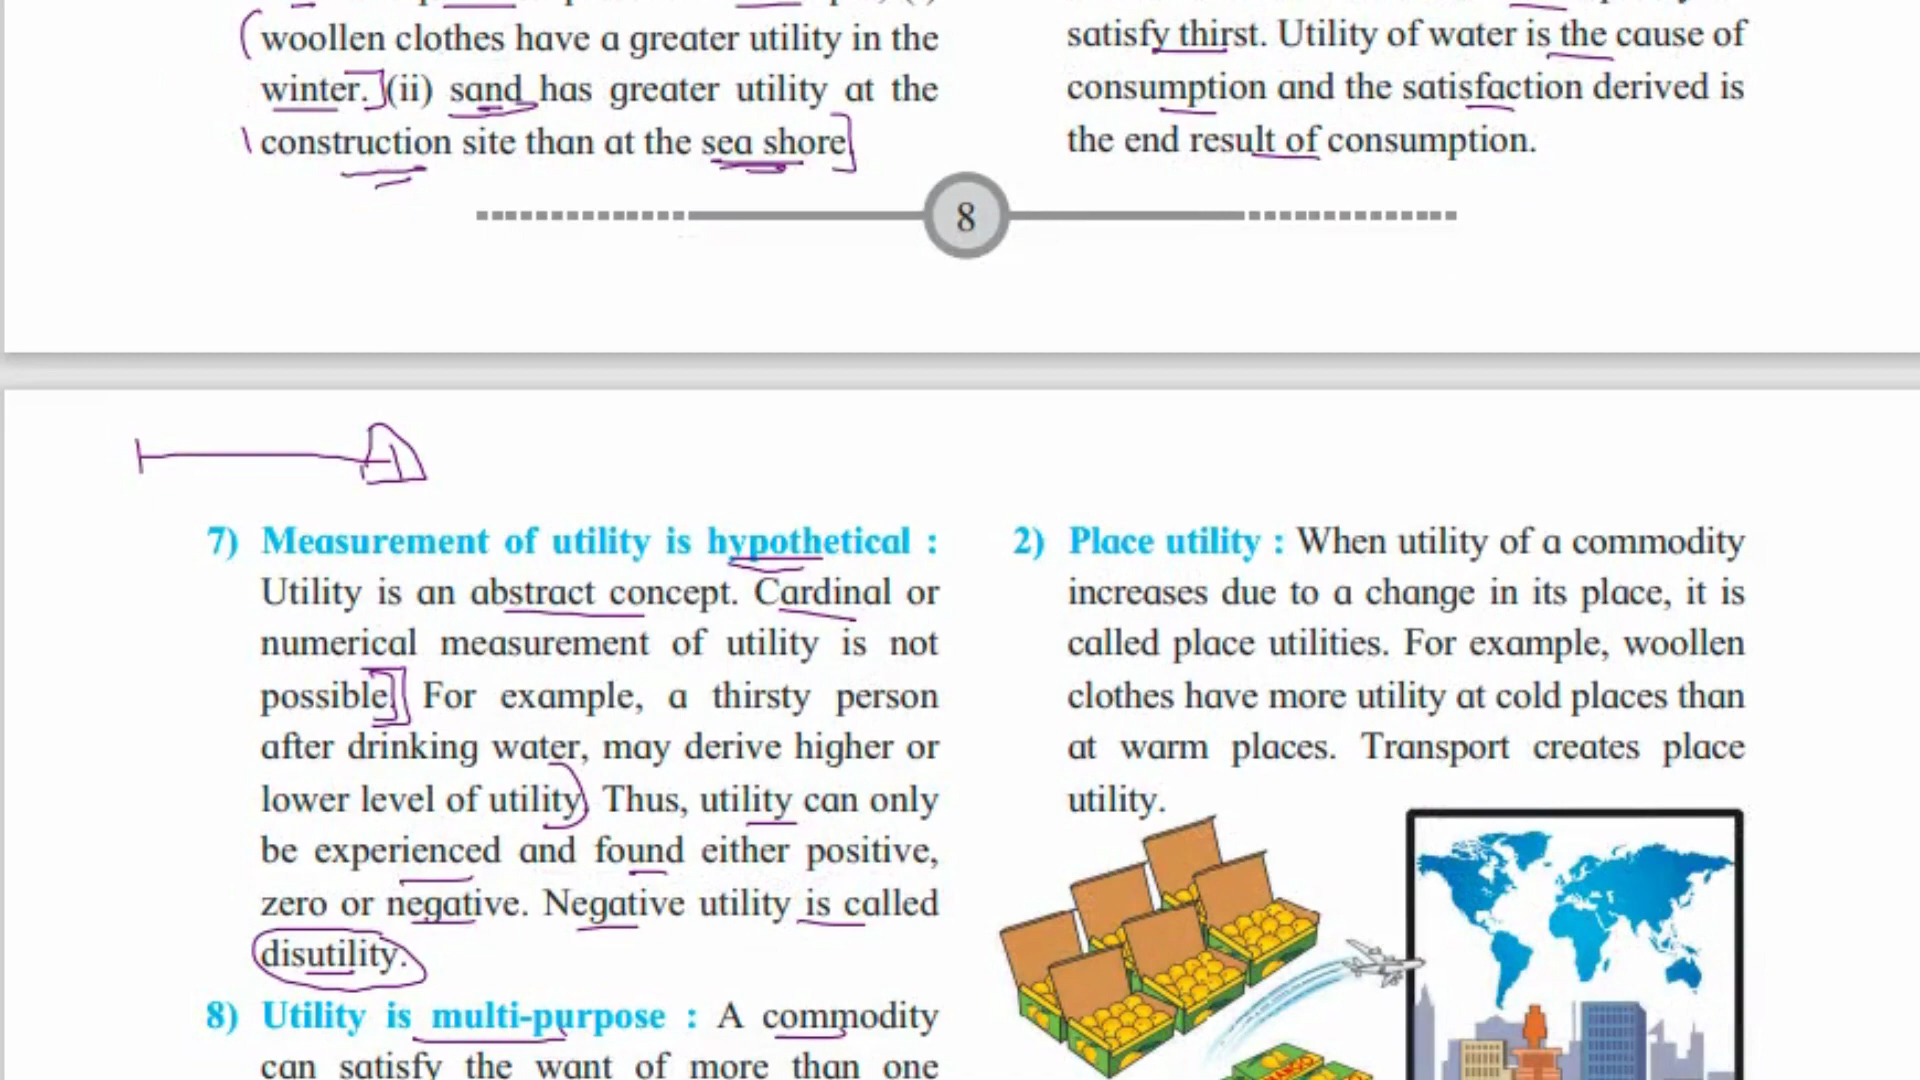 woollen clothes have a greater utility in the
winter. (ii) sand has greater utility at the
construction site than at the sea shore
satisfy thirst. Utility of water is the cause of
consumption and the satisfaction derived is
the end result of consumption.
8
7) Measurement of utility is hypothetical :
Utility is an abstract concept. Cardinal or
numerical measurement of utility is not
possible. For example, a thirsty person
after drinking water, may derive higher or
lower level of utility. Thus, utility can only
be experienced and found either positive,
zero or negative. Negative utility is called
disutility.
8) Utility is multi-purpose : A commodity
can satisfy the want of more than one
2) Place utility : When utility of a commodity
increases due to a change in its place, it is
called place utilities. For example, woollen
clothes have more utility at cold places than
at warm places. Transport creates place
utility.
MANGO